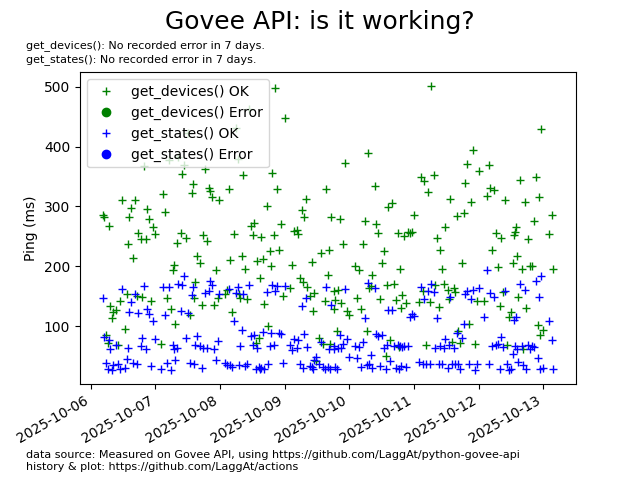 Govee API: is it working?
get_devices(): No recorded error in 7 days.
get_states(): No recorded error in 7 days.
500
400
300
200
100
Ping (ms)
get_devices() OK
get_devices() Error
get_states() OK
get_states() Error
2025-10-06
2025-10-07
2025-10-08
2025-10-09
2025-10-10
2025-10-11
2025-10-12
2025-10-13
data source: Measured on Govee API, using https://github.com/LaggAt/python-govee-api
history & plot: https://github.com/LaggAt/actions